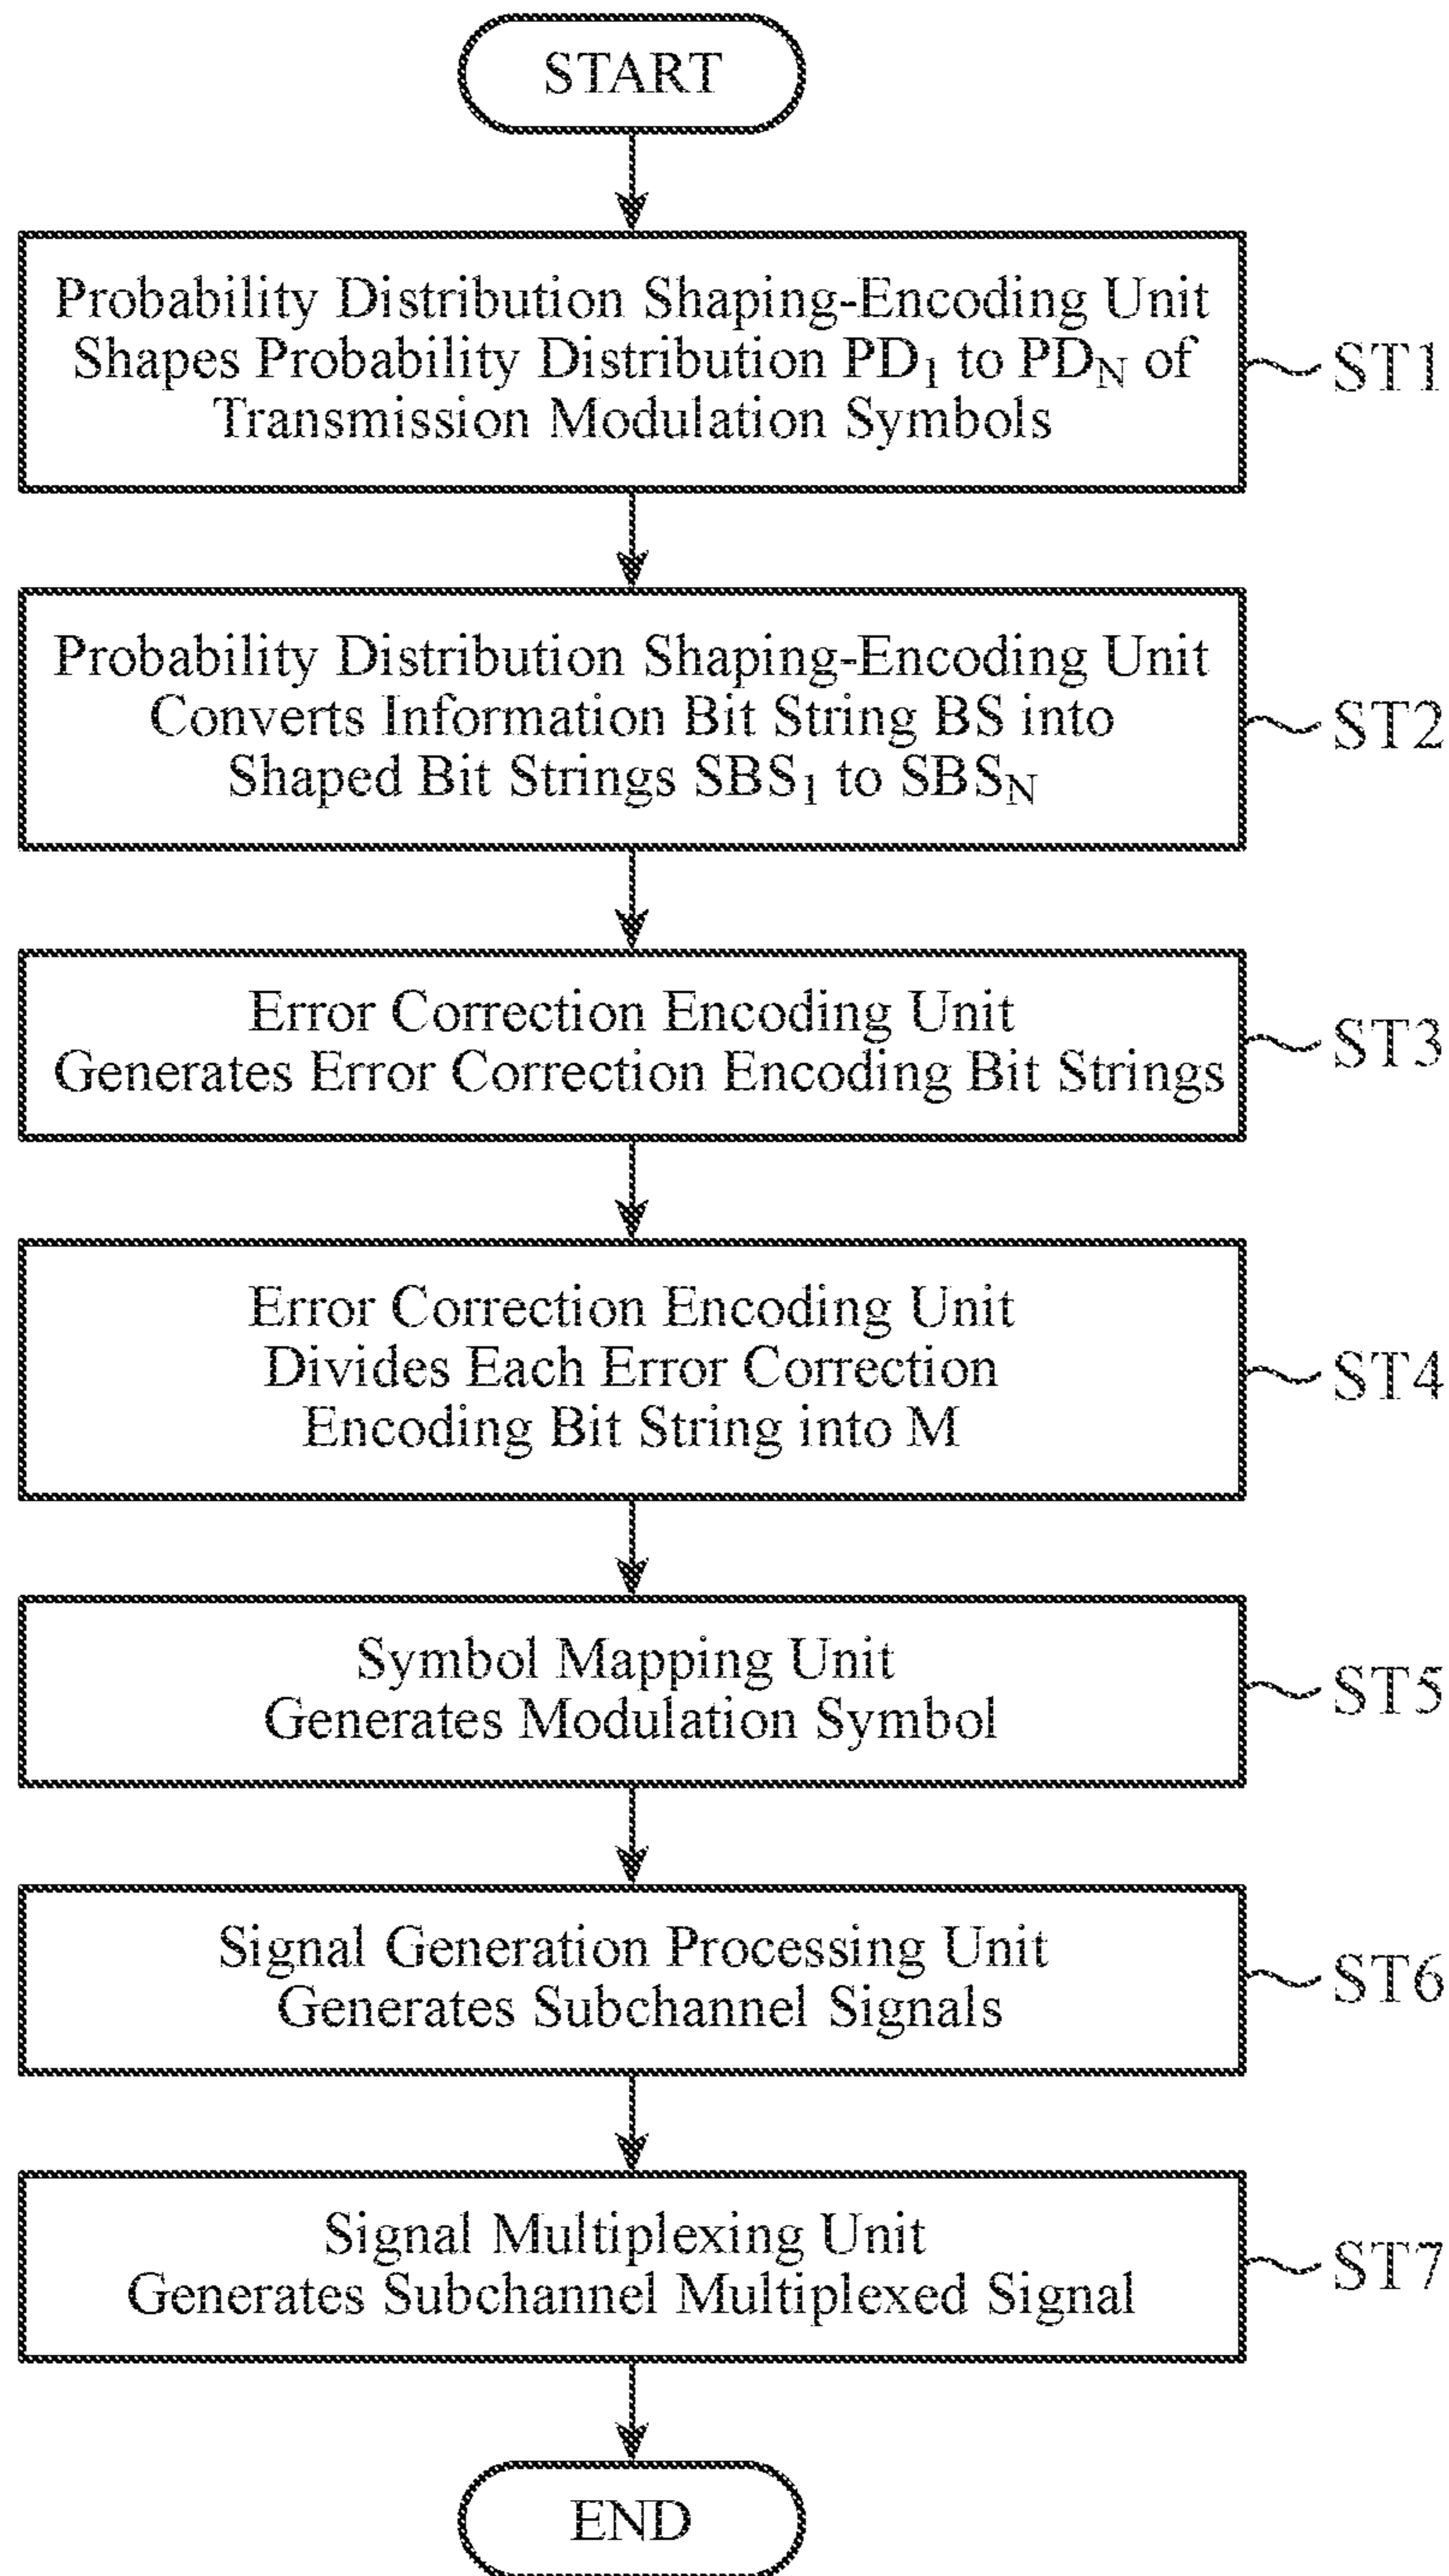 START
Probability Distribution Shaping-Encoding Unit
Shapes Probability Distribution PD1 to PDN of
Transmission Modulation Symbols
ST1
Probability Distribution Shaping-Encoding Unit
Converts Information Bit String BS into
Shaped Bit Strings SBS1 to SBSN
ST2
Error Correction Encoding Unit
Generates Error Correction Encoding Bit Strings
ST3
Error Correction Encoding Unit
Divides Each Error Correction
Encoding Bit String into M
ST4
Symbol Mapping Unit
Generates Modulation Symbol
ST5
Signal Generation Processing Unit
Generates Subchannel Signals
ST6
Signal Multiplexing Unit
Generates Subchannel Multiplexed Signal
ST7
END